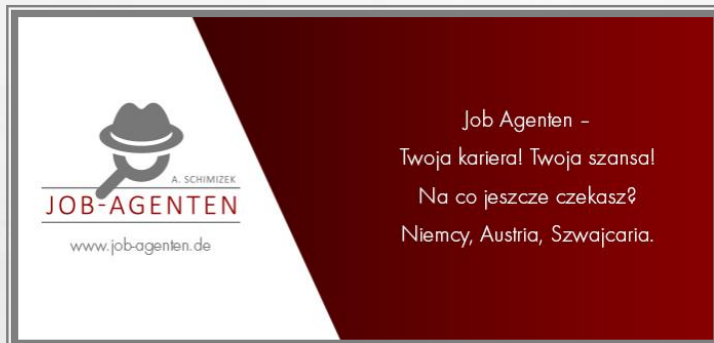 A. SCHIMIZEK
JOB-AGENTEN
www.job-agenten.de
Job Agenten –
Twoja kariera! Twoja szansa!
Na co jeszcze czekasz?
Niemcy, Austria, Szwajcaria.